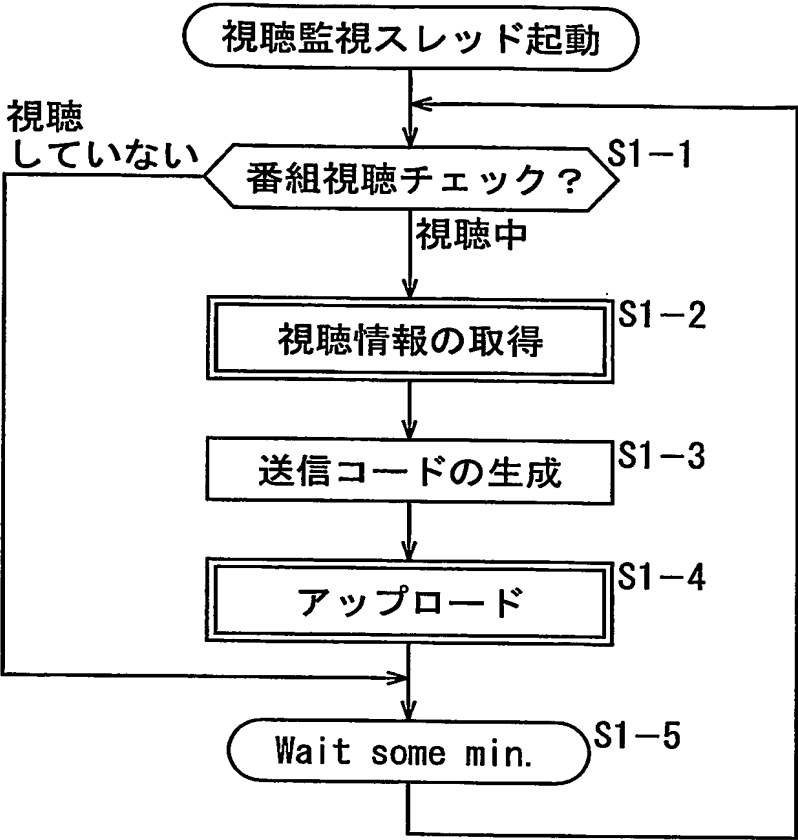 視聴監視スレッド起動
視聴
していない
番組視聴チェック？
S1-1
視聴中
視聴情報の取得
S1-2
送信コードの生成
S1-3
アップロード
S1-4
Wait some min.
S1-5